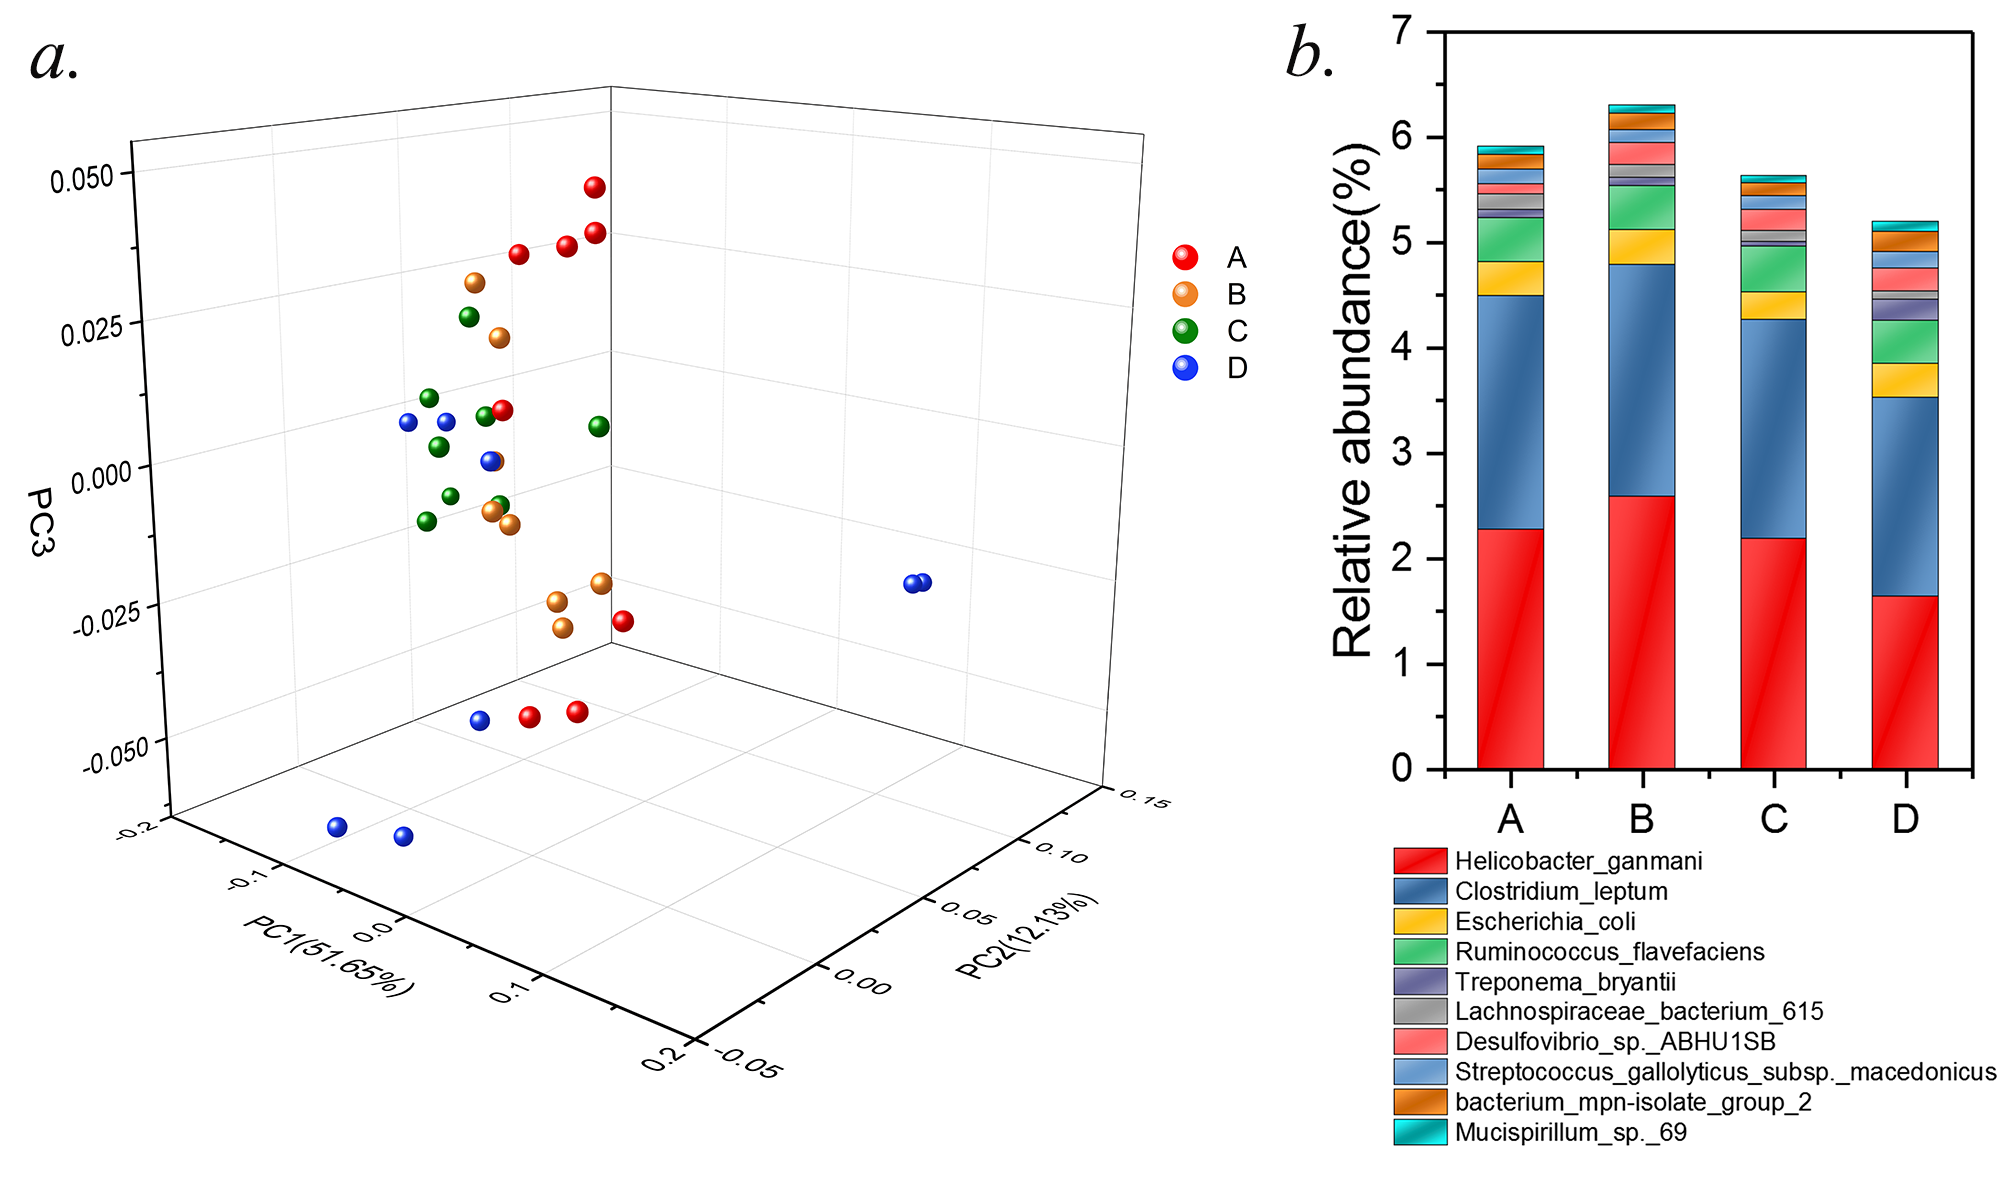 a.
0.050
0.025
0.000
-0.025
-0.050
PC3
-0.2
-0.1
0.0
0.1
0.2
PC1(51.65%)
-0.05
0.00
0.05
0.10
0.15
PC2(12.13%)
A
B
C
D
b.
7
6
5
4
3
2
1
0
Relative abundance(%)
A B C D
Helicobacter_ganmani
Clostridium_leptum
Escherichia_coli
Ruminococcus_flavefaciens
Treponema_bryantii
Lachnospiraceae_bacterium_615
Desulfovibrio_sp._ABHU1SB
Streptococcus_gallolyticus_subsp._macedonicus
bacterium_mpn-isolate_group_2
Mucispirillum_sp._69